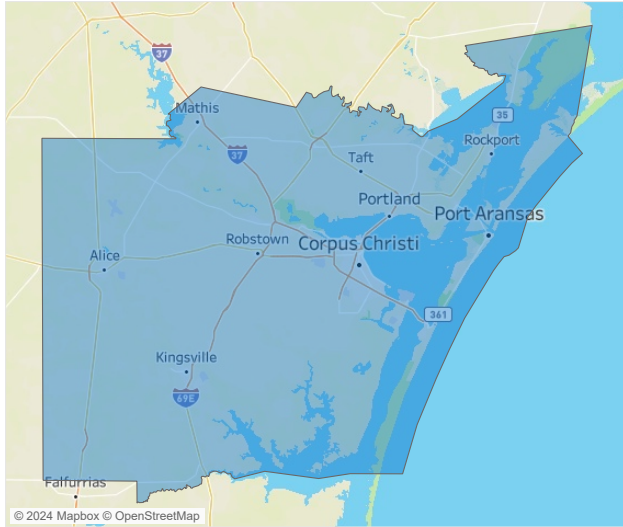 37
Mathis
35
37
Taft
Rockport
Portland
Port Aransas
Robstown
Corpus Christi
Alice
361
Kingsville
69E
Falfurrias
© 2024 Mapbox © OpenStreetMap